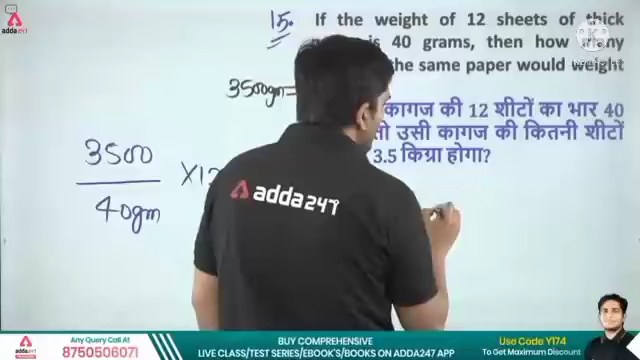 15. If the weight of 12 sheets of thick
is 40 grams, then how many
the same paper would weight
3500gm=
कागज की 12 शीटों का भार 40
तो उसी कागज की कितनी शीटों
3.5 किग्रा होगा?
3500
40gm
X12
adda247
adda247
Any Query Call At
8750506071
BUY COMPREHENSIVE
LIVE CLASS/TEST SERIES/EBOOK'S/BOOKS ON ADDA247 APP
Use Code Y174
To Get Maximum Discount
adda247